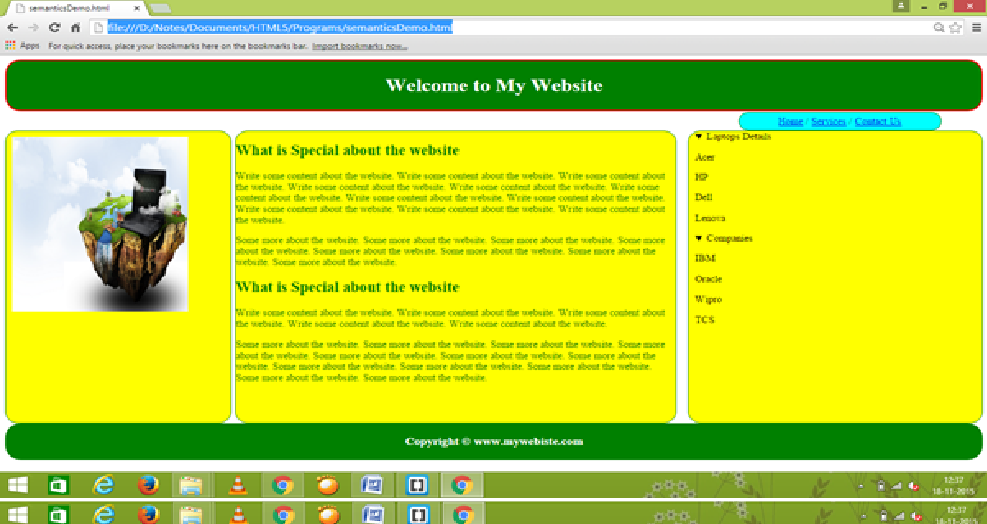 semanticsDemo.html
file:///D:/Notes/Documents/HTML5/Programs/semanticsDemo.html
Apps For quick access, place your bookmarks here on the bookmarks bar. Import bookmarks now...
Welcome to My Website
Home / Services / Contact Us
What is Special about the website
Write some content about the website. Write some content about the website. Write some content about
the website. Write some content about the website. Write some content about the website. Write some
content about the website. Write some content about the website. Write some content about the website.
Write some content about the website. Write some content about the website. Write some content about
the website.
Some more about the website. Some more about the website. Some more about the website. Some more
about the website. Some more about the website. Some more about the website. Some more about the
website. Some more about the website.
What is Special about the website
Write some content about the website. Write some content about the website. Write some content about
the website. Write some content about the website. Write some content about the website.
Some more about the website. Some more about the website. Some more about the website. Some more
about the website. Some more about the website. Some more about the website. Some more about the
website. Some more about the website. Some more about the website. Some more about the website.
Some more about the website. Some more about the website.
▼ Laptops Details
Acer
HP
Dell
Lenova
▼ Companies
IBM
Oracle
Wipro
TCS
Copyright © www.mywebiste.com
12:37
18-11-2015
12:37
18-11-2015